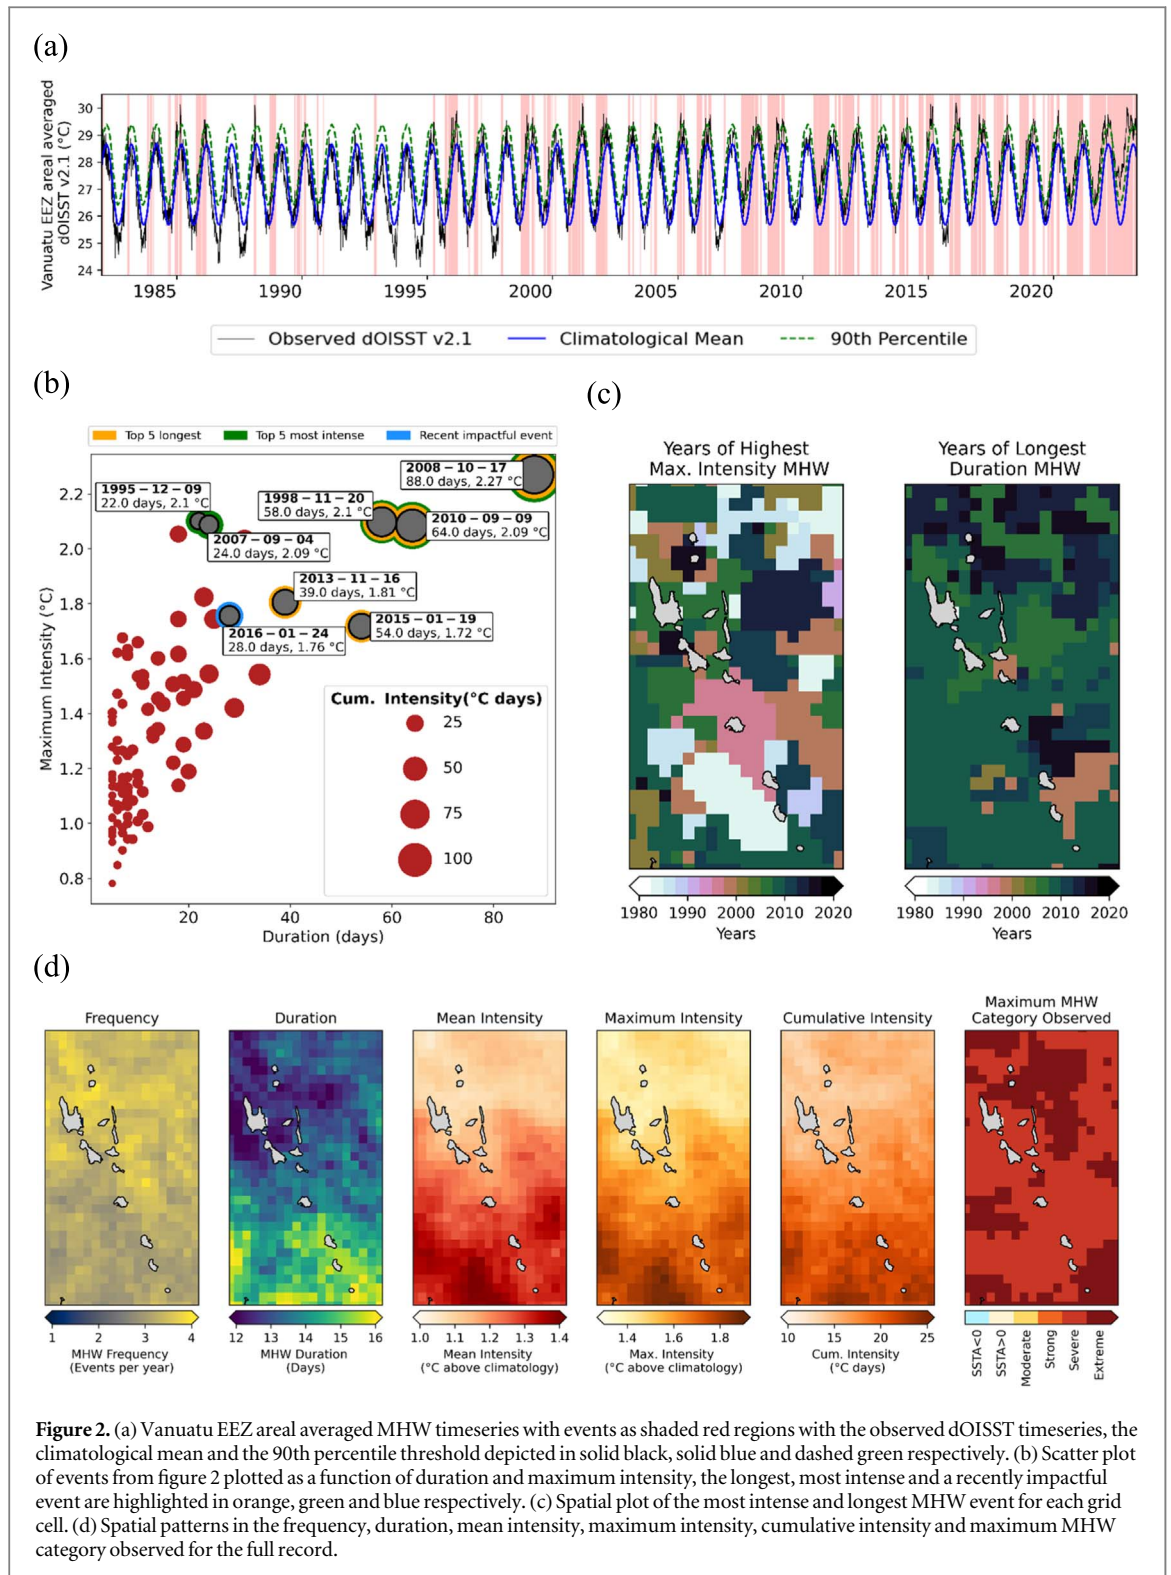 (a)
Vanuatu EEZ areal averaged
dOISST v2.1 (°C)
30
29
28
27
26
25
24
1985 1990 1995 2000 2005 2010 2015 2020
Observed dOISST v2.1 Climatological Mean 90th Percentile
(b)
Top 5 longest Top 5 most intense Recent impactful event
Maximum Intensity (°C)
2.2
2.0
1.8
1.6
1.4
1.2
1.0
0.8
2008 − 10 − 17
88.0 days, 2.27 °C
1995 − 12 − 09
22.0 days, 2.1 °C
1998 − 11 − 20
58.0 days, 2.1 °C
2010 − 09 − 09
64.0 days, 2.09 °C
2007 − 09 − 04
24.0 days, 2.09 °C
2013 − 11 − 16
39.0 days, 1.81 °C
2015 − 01 − 19
54.0 days, 1.72 °C
2016 − 01 − 24
28.0 days, 1.76 °C
Cum. Intensity(°C days)
25
50
75
100
20 40 60 80
Duration (days)
(c)
Years of Highest
Max. Intensity MHW
1980 1990 2000 2010 2020
Years
Years of Longest
Duration MHW
1980 1990 2000 2010 2020
Years
(d)
Frequency
1 2 3 4
MHW Frequency
(Events per year)
Duration
12 13 14 15 16
MHW Duration
(Days)
Mean Intensity
1.0 1.1 1.2 1.3 1.4
Mean Intensity
(°C above climatology)
Maximum Intensity
1.4 1.6 1.8
Max. Intensity
(°C above climatology)
Cumulative Intensity
10 15 20 25
Cum. Intensity
(°C days)
Maximum MHW
Category Observed
SSTA<0
SSTA>0
Moderate
Strong
Severe
Extreme
Figure 2. (a) Vanuatu EEZ areal averaged MHW timeseries with events as shaded red regions with the observed dOISST timeseries, the
climatological mean and the 90th percentile threshold depicted in solid black, solid blue and dashed green respectively. (b) Scatter plot
of events from figure 2 plotted as a function of duration and maximum intensity, the longest, most intense and a recently impactful
event are highlighted in orange, green and blue respectively. (c) Spatial plot of the most intense and longest MHW event for each grid
cell. (d) Spatial patterns in the frequency, duration, mean intensity, maximum intensity, cumulative intensity and maximum MHW
category observed for the full record.